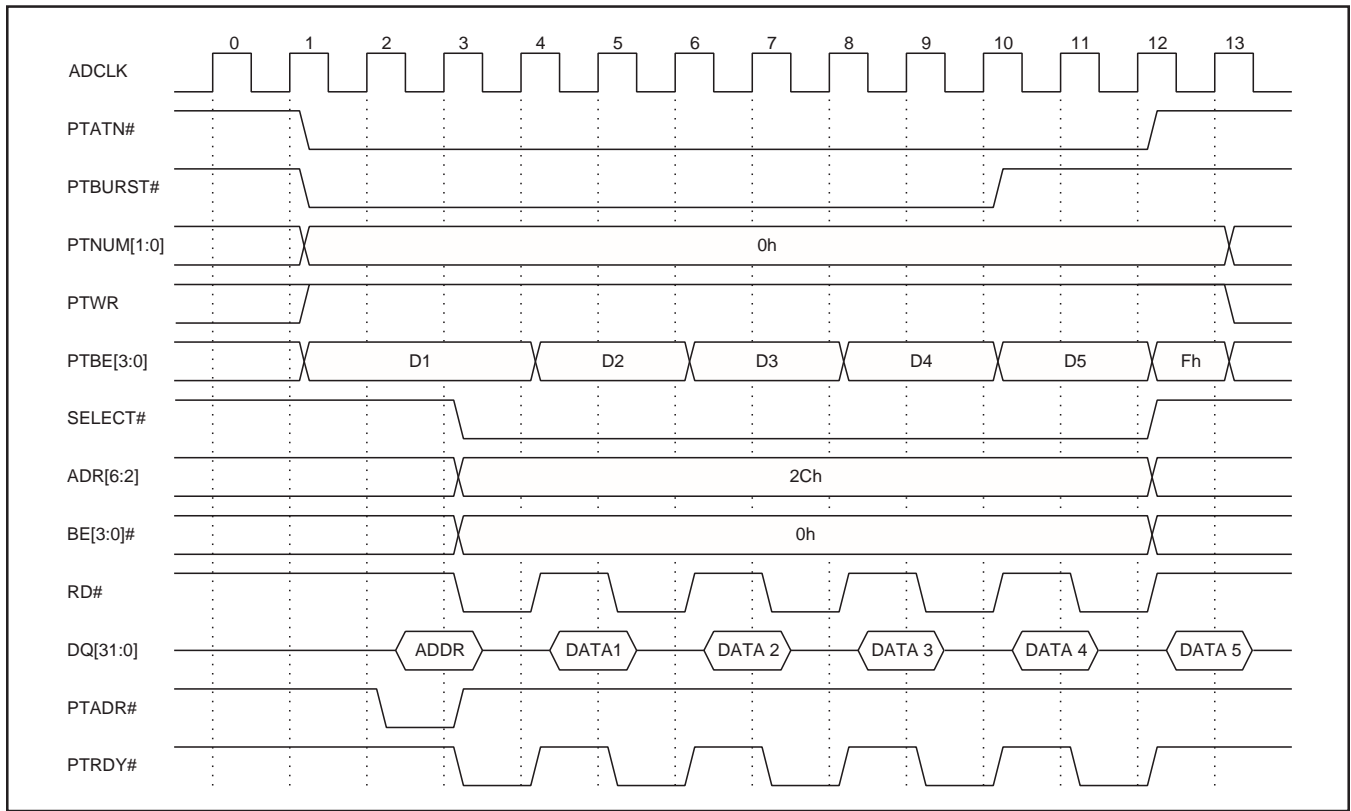 0 1 2 3 4 5 6 7 8 9 10 11 12 13
ADCLK
PTATN#
PTBURST#
PTNUM[1:0] 0h
PTWR
PTBE[3:0] D1 D2 D3 D4 D5 Fh
SELECT#
ADR[6:2] 2Ch
BE[3:0]# 0h
RD#
DQ[31:0] ADDR DATA1 DATA 2 DATA 3 DATA 4 DATA 5
PTADR#
PTRDY#